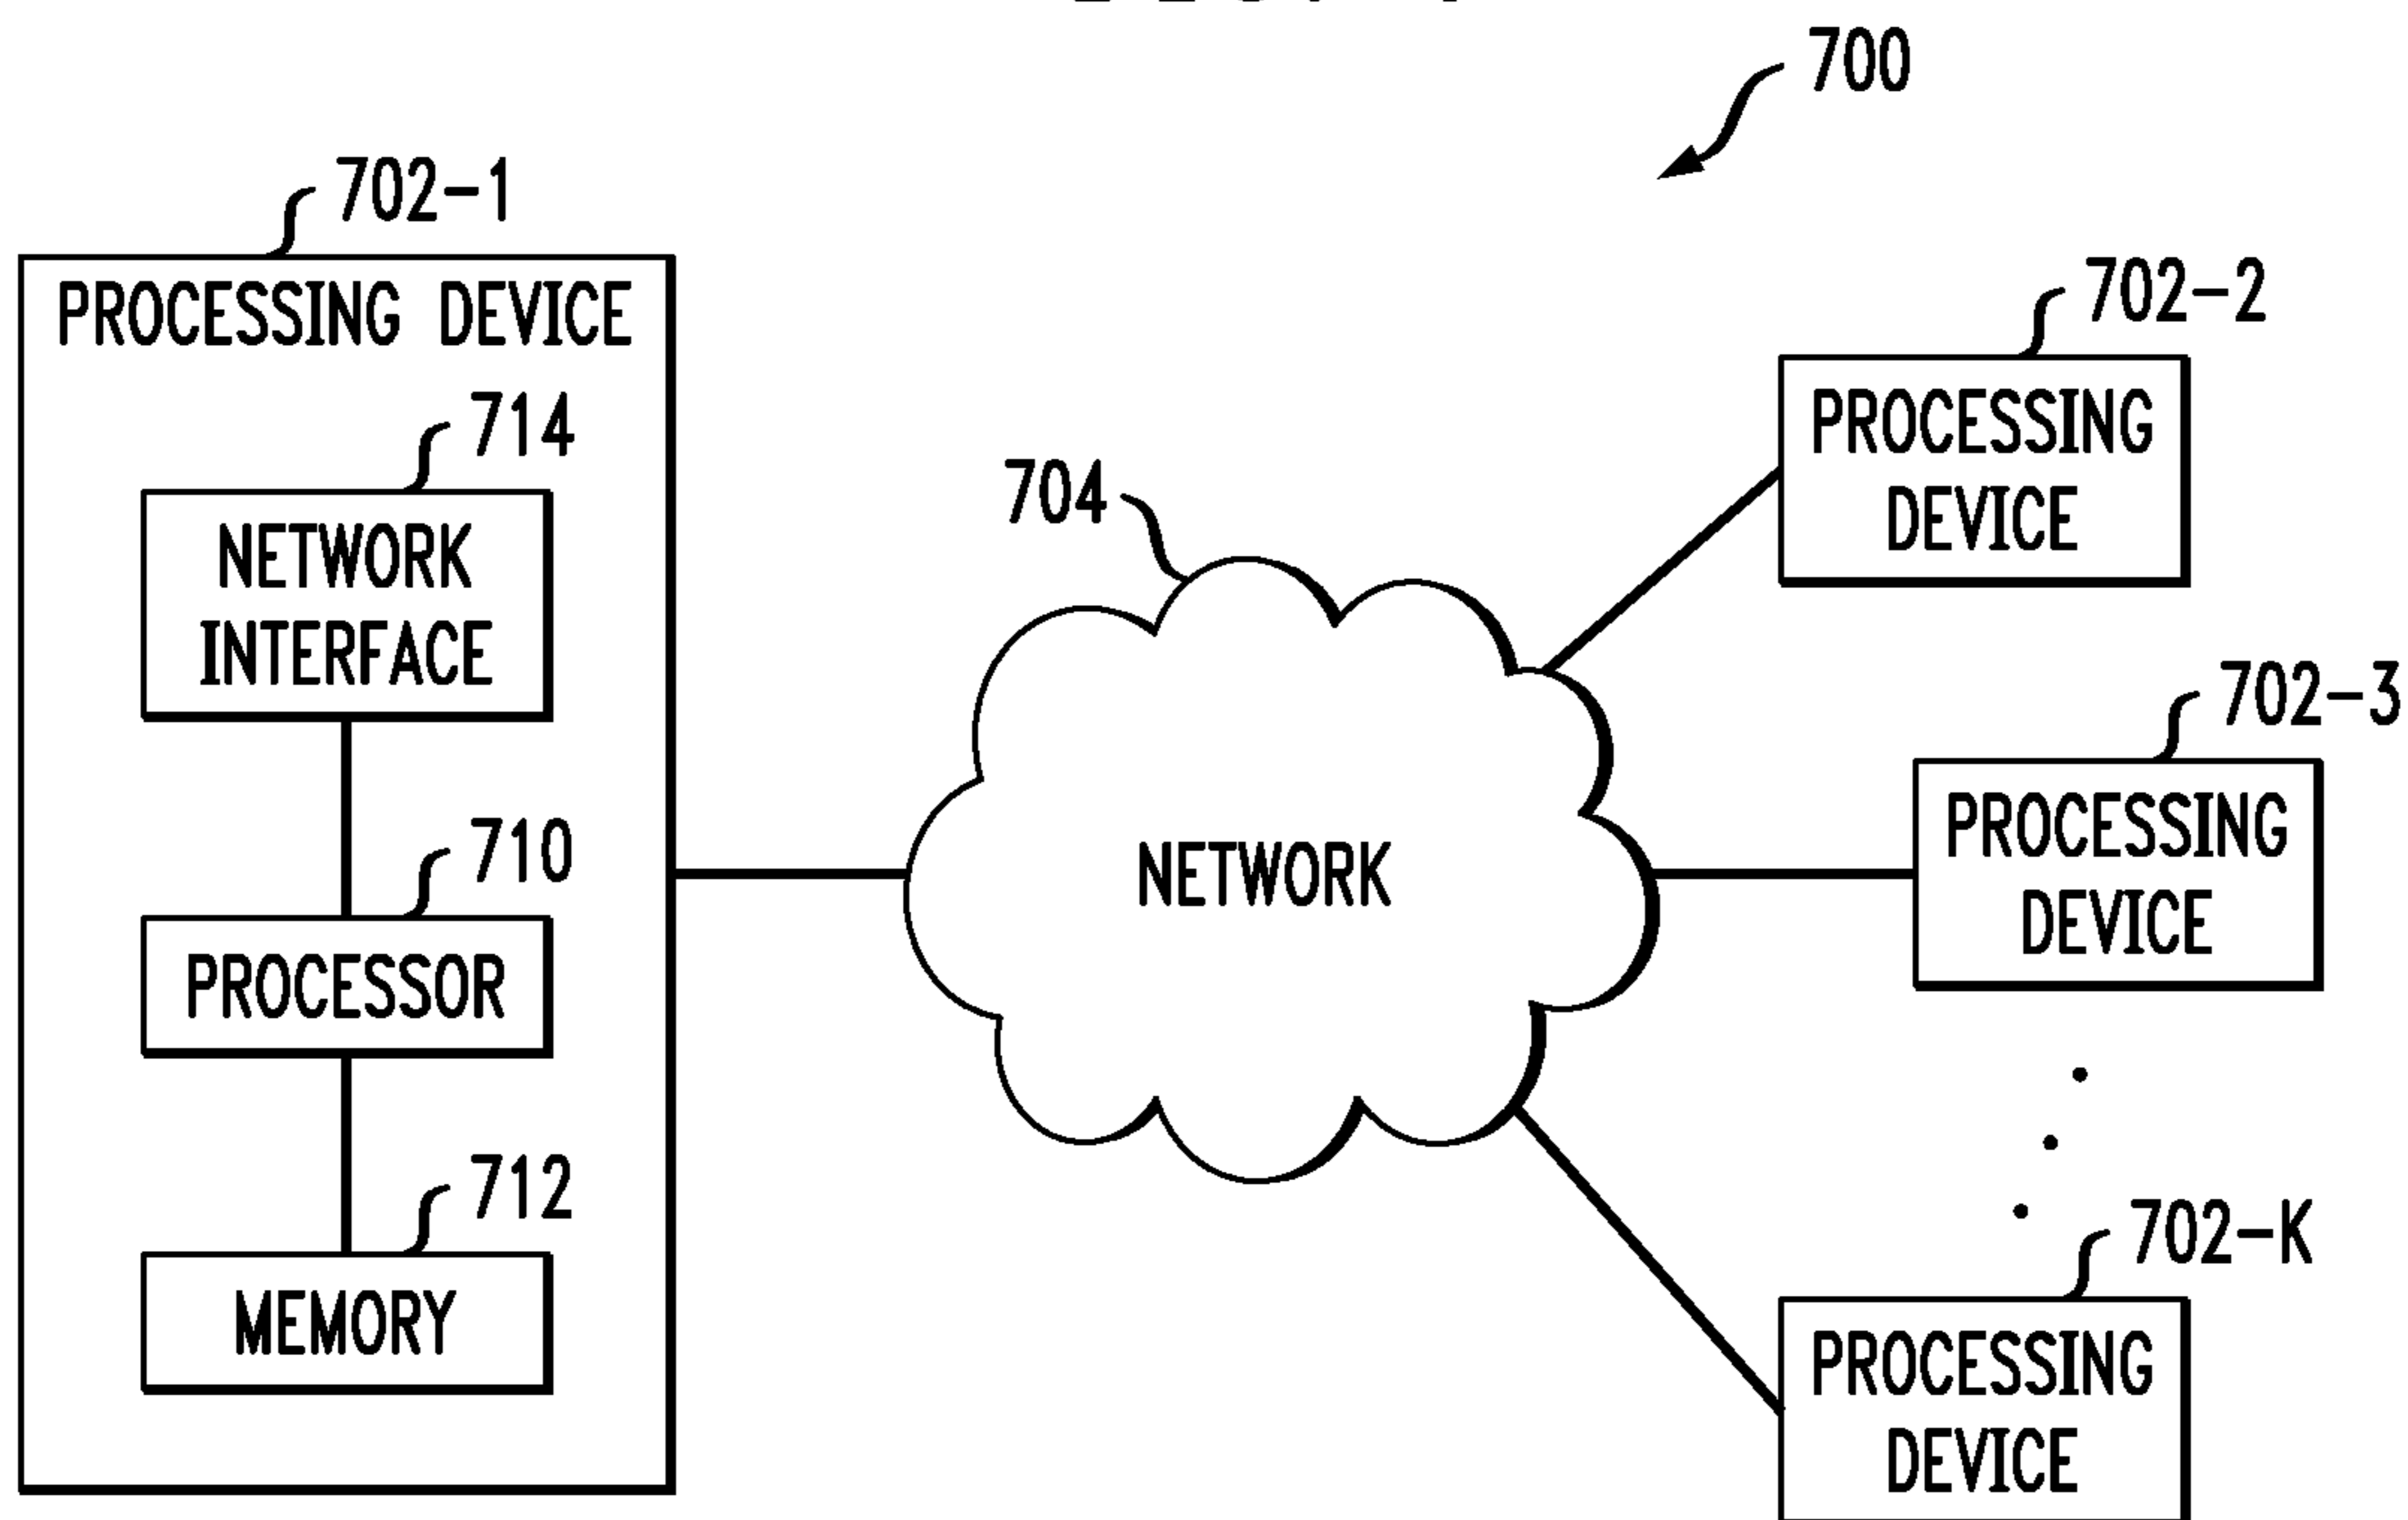 700
702-1
PROCESSING DEVICE
714
NETWORK
INTERFACE
710
PROCESSOR
712
MEMORY
704
NETWORK
702-2
PROCESSING
DEVICE
702-3
PROCESSING
DEVICE
702-K
PROCESSING
DEVICE